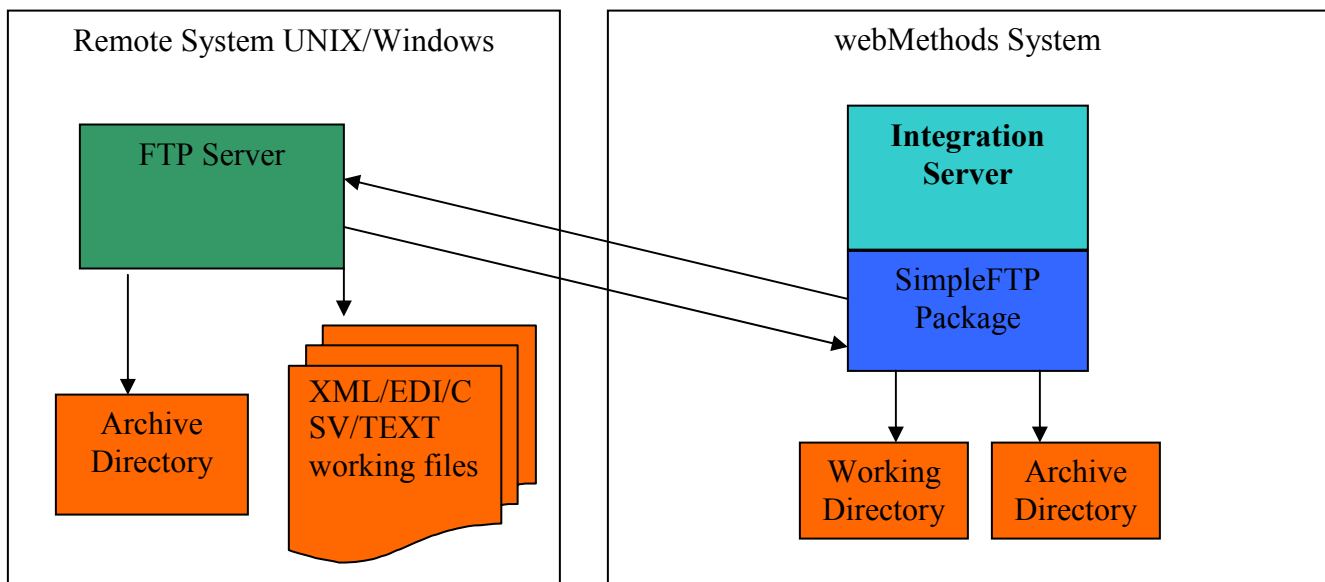 Remote System UNIX/Windows
FTP Server
Archive
Directory
XML/EDI/C
SV/TEXT
working files
webMethods System
Integration
Server
SimpleFTP
Package
Working
Directory
Archive
Directory